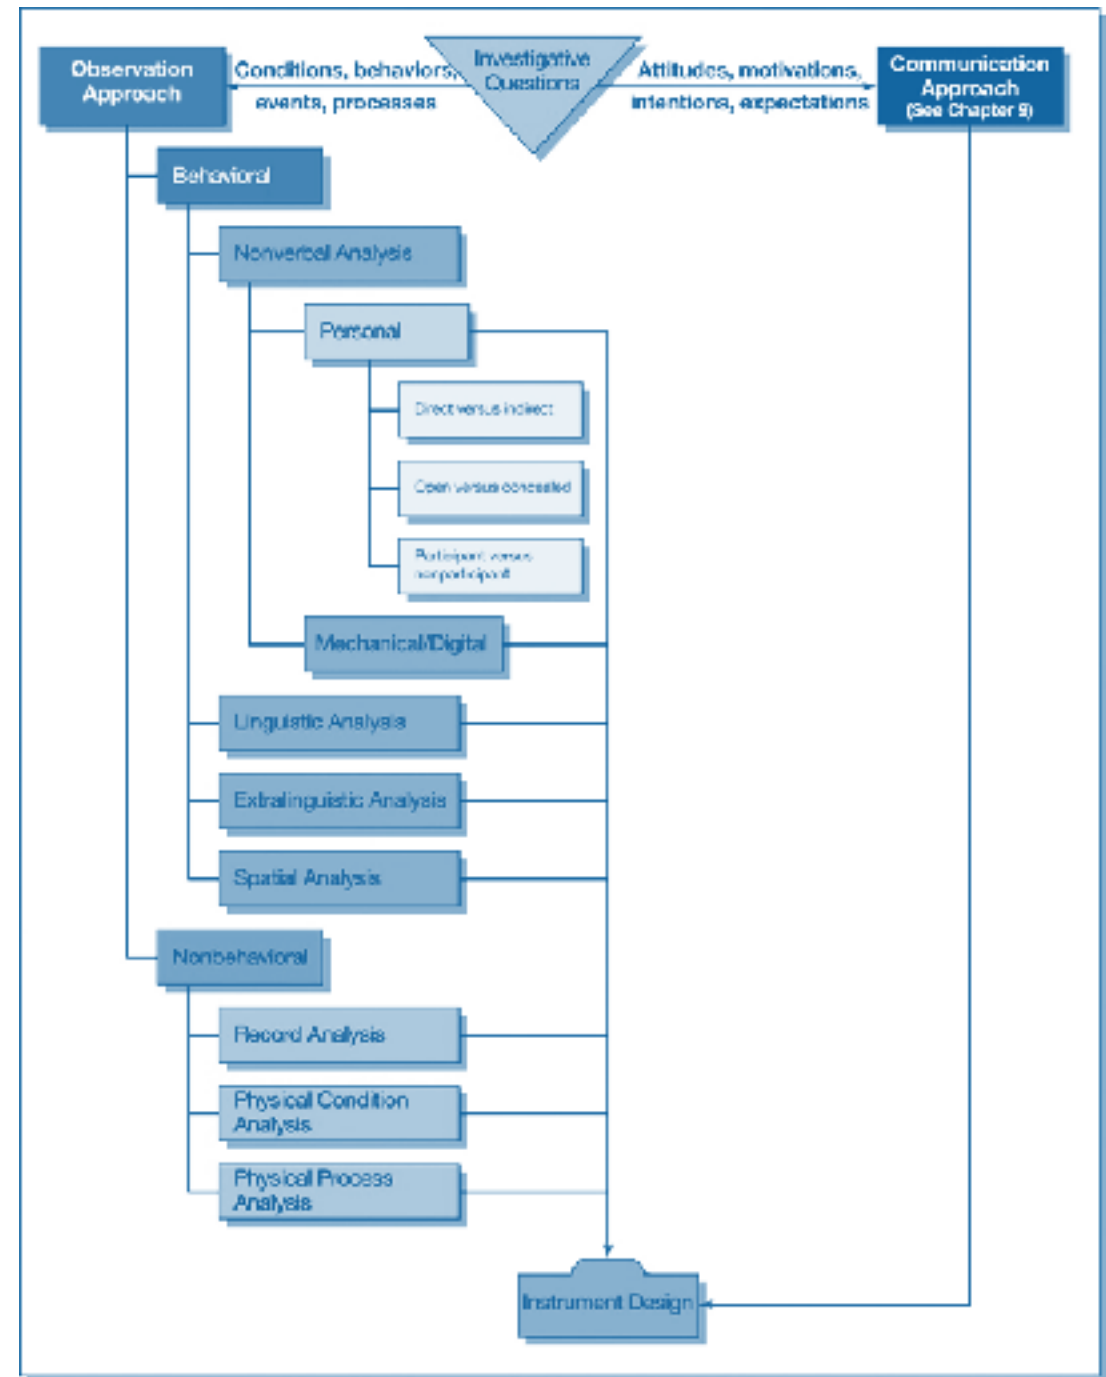 Observation
Approach
Conditions, behaviors,
events, processes
Investigative
Questions
Attitudes, motivations,
intentions, expectations
Communication
Approach
(See Chapter 9)
Behavioral
Nonverbal Analysis
Personal
Direct versus indirect
Open versus concealed
Participant versus
nonparticipant
Mechanical/Digital
Linguistic Analysis
Extralinguistic Analysis
Spatial Analysis
Nonbehavioral
Record Analysis
Physical Condition
Analysis
Physical Process
Analysis
Instrument Design